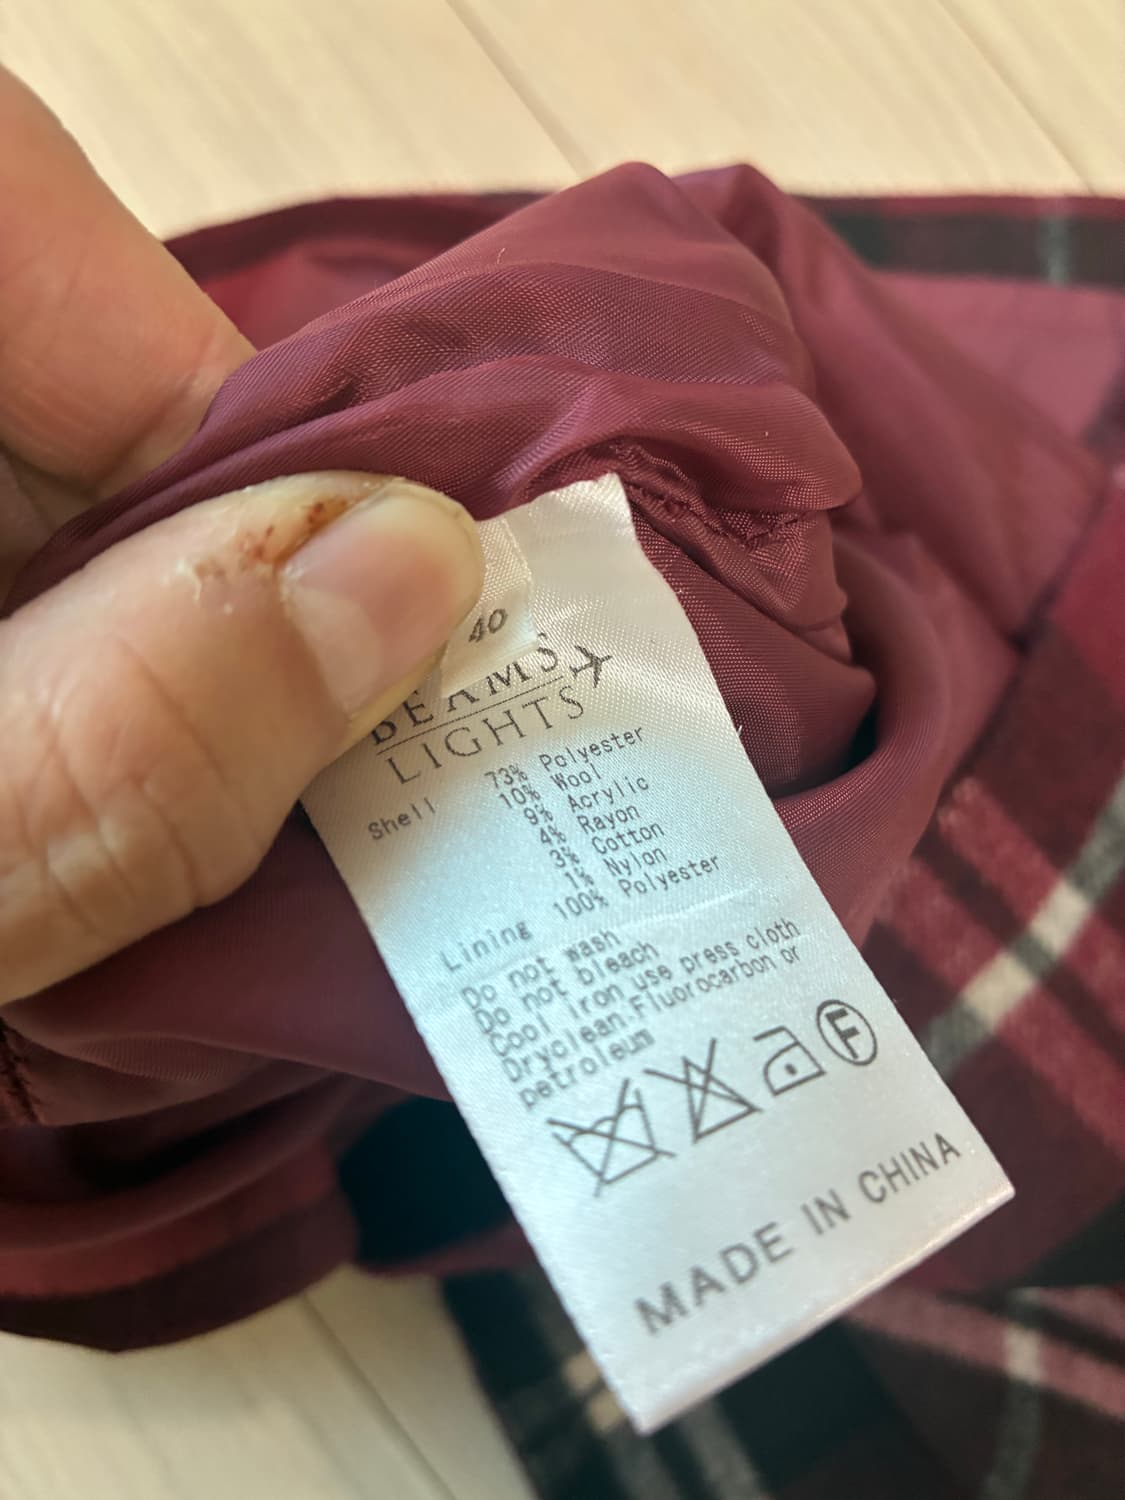 40
BEAMS
LIGHTS
Shell 73% Polyester
10% Wool
9% Acrylic
4% Rayon
3% Cotton
1% Nylon
Lining 100% Polyester
Do not wash
Do not bleach
Cool Iron use press cloth
Dryclean-Fluorocarbon or
petroleum
F
MADE IN CHINA